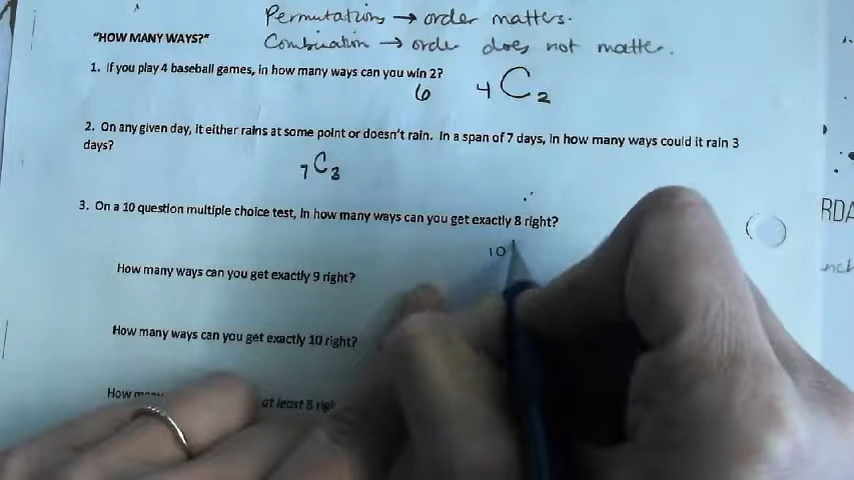 Permutations → order matters.
"HOW MANY WAYS?"
Combination → order does not matter.
1. If you play 4 baseball games, in how many ways can you win 2?
6 4C2
2. On any given day, it either rains at some point or doesn't rain. In a span of 7 days, in how many ways could it rain 3
days?
7C3
3. On a 10 question multiple choice test, in how many ways can you get exactly 8 right?
10
How many ways can you get exactly 9 right?
How many ways can you get exactly 10 right?
How at least 8
RDA